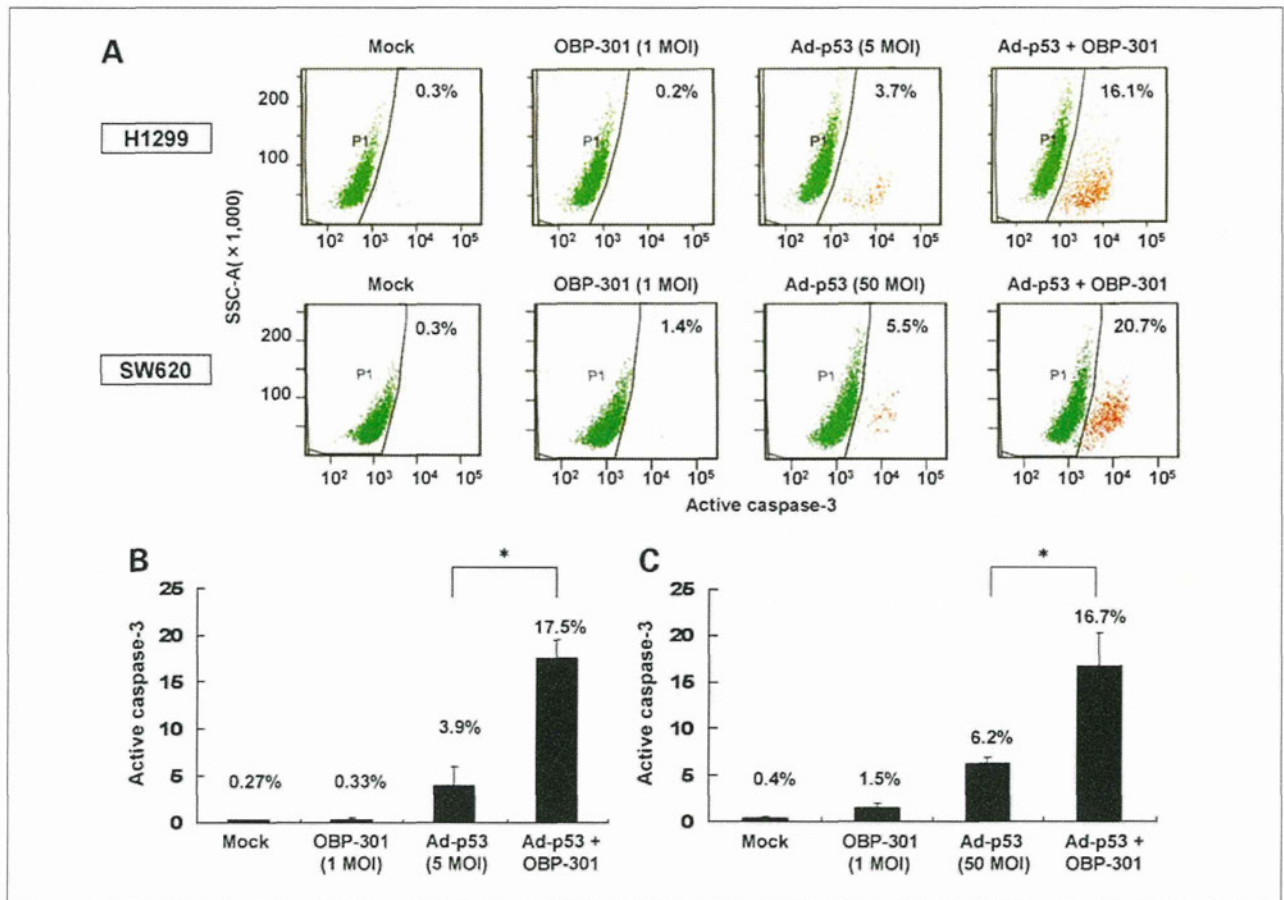 A
Mock OBP-301 (1 MOI) Ad-p53 (5 MOI) Ad-p53 + OBP-301
H1299
0.3% 0.2% 3.7% 16.1%
P1 P1 P1 P1
200
100
10² 10³ 10⁴ 10⁵ 10² 10³ 10⁴ 10⁵ 10² 10³ 10⁴ 10⁵ 10² 10³ 10⁴ 10⁵
SSC-A( × 1,000)
Mock OBP-301 (1 MOI) Ad-p53 (50 MOI) Ad-p53 + OBP-301
SW620
0.3% 1.4% 5.5% 20.7%
P1 P1 P1 P1
200
100
10² 10³ 10⁴ 10⁵ 10² 10³ 10⁴ 10⁵ 10² 10³ 10⁴ 10⁵ 10² 10³ 10⁴ 10⁵
Active caspase-3
B
*
Active caspase-3
25
20
15
10
5
0
0.27% 0.33% 3.9% 17.5%
Mock OBP-301 Ad-p53 Ad-p53 +
(1 MOI) (5 MOI) OBP-301
C
*
Active caspase-3
25
20
15
10
5
0
0.4% 1.5% 6.2% 16.7%
Mock OBP-301 Ad-p53 Ad-p53 +
(1 MOI) (50 MOI) OBP-301